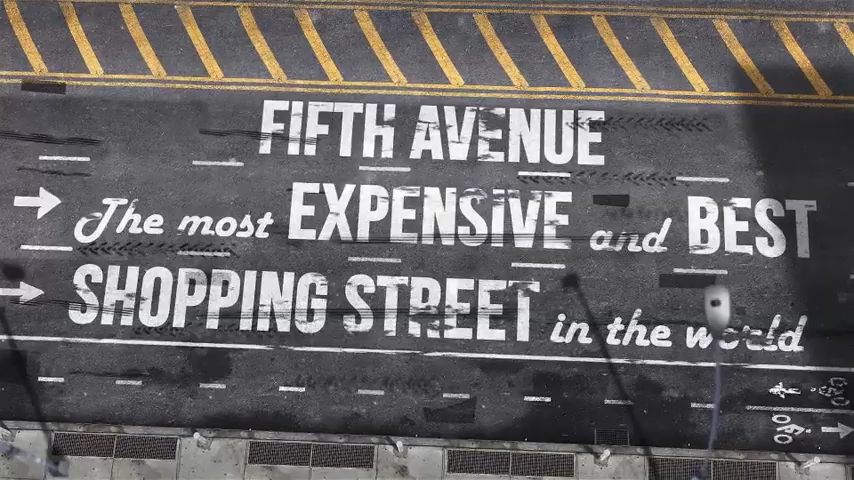 FIFTH AVENUE
The most EXPENSIVE and BEST
SHOPPING STREET in the world